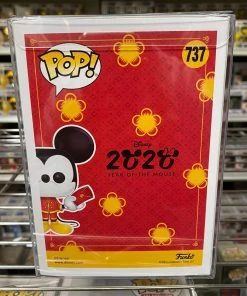 POP!
737
Disney
2020
YEAR OF THE MOUSE
Funko